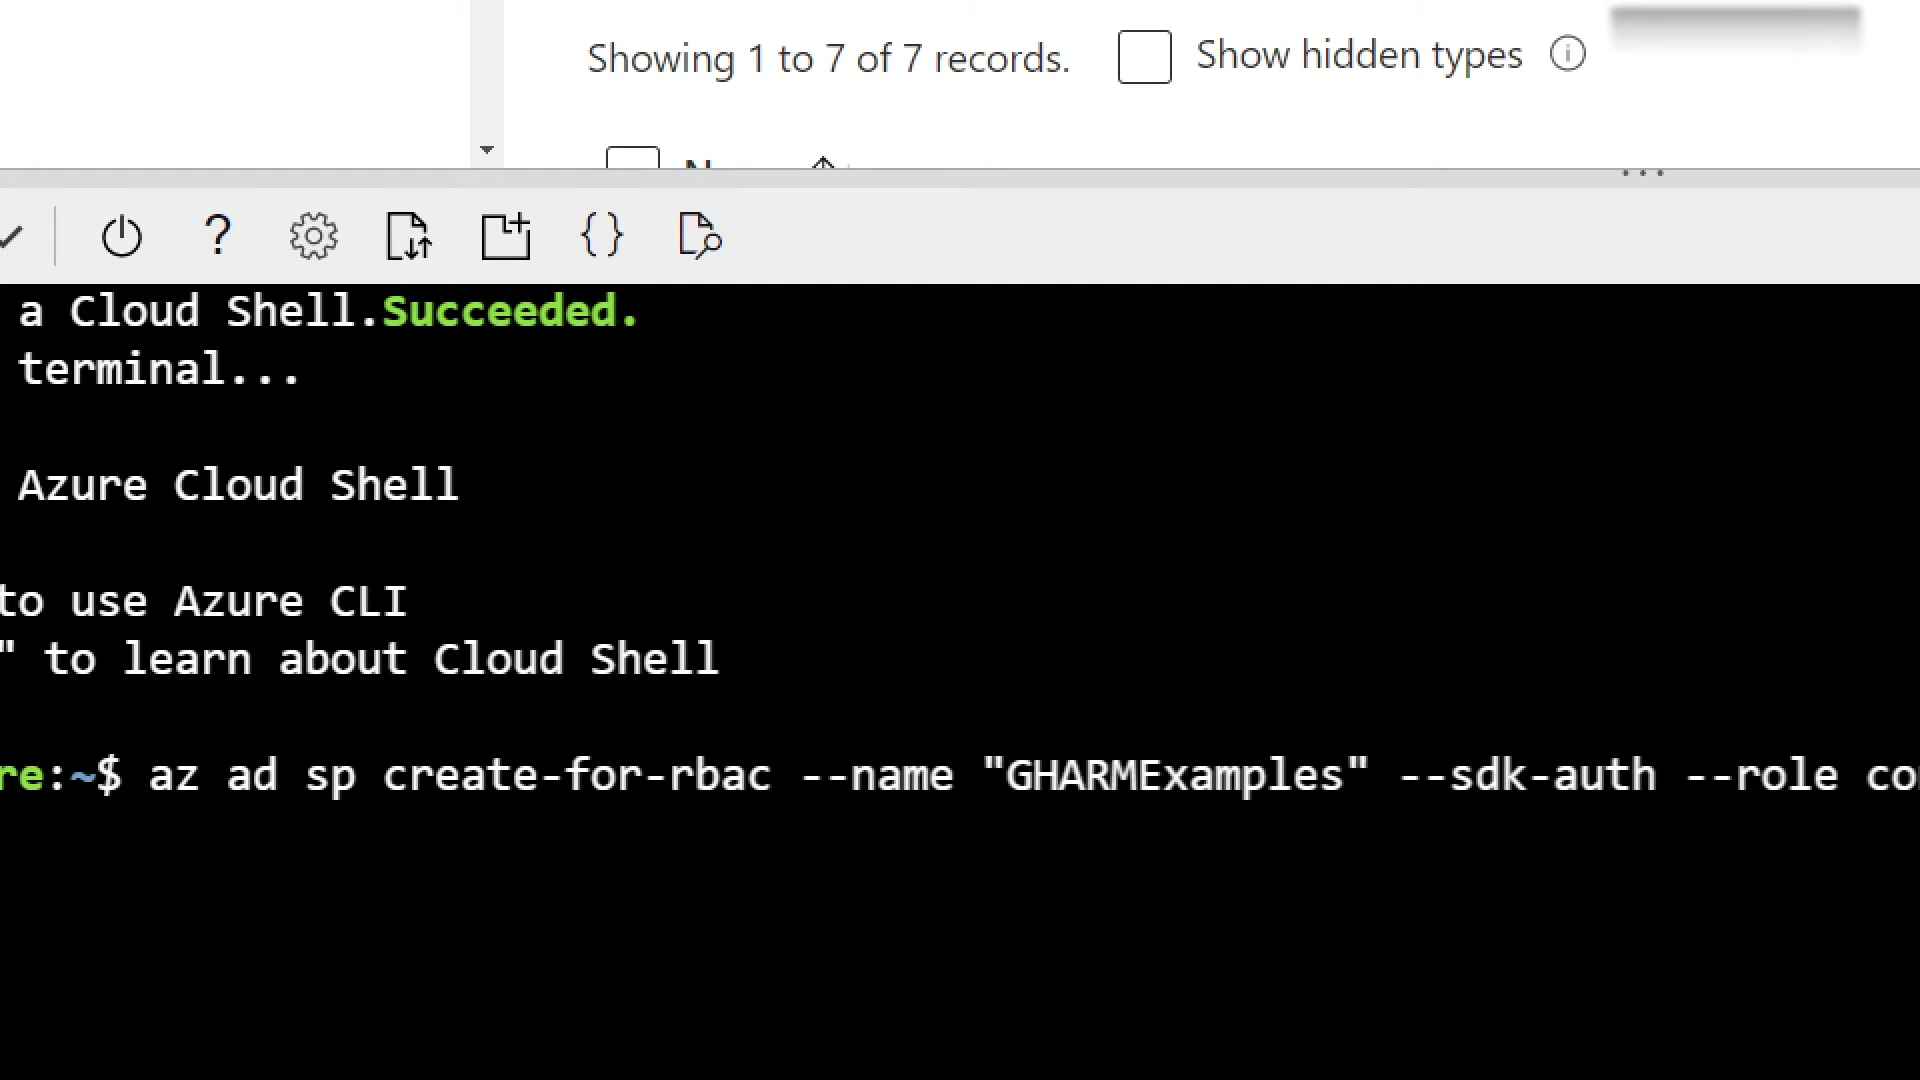 Showing 1 to 7 of 7 records. Show hidden types
a Cloud Shell.Succeeded.
terminal...
Azure Cloud Shell
to use Azure CLI
" to learn about Cloud Shell
re:~$ az ad sp create-for-rbac --name "GHARMExamples" --sdk-auth --role